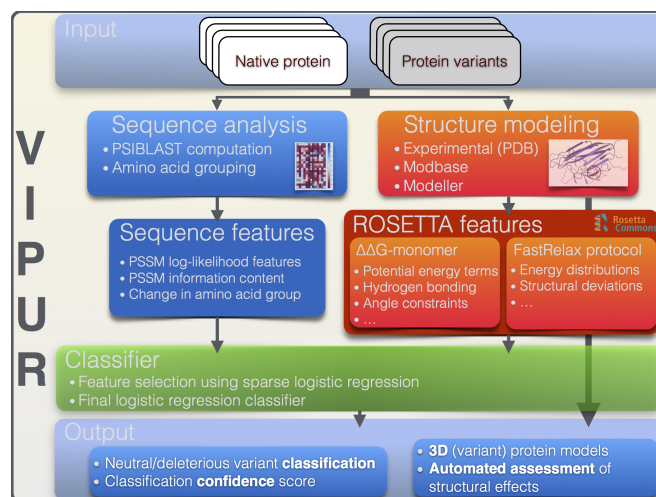 VIPUR
Input
Native protein
Protein variants
Sequence analysis
• PSIBLAST computation
• Amino acid grouping
Structure modeling
• Experimental (PDB)
• Modbase
• Modeller
Sequence features
• PSSM log-likelihood features
• PSSM information content
• Change in amino acid group
ROSETTA features
Rosetta
Commons
ΔΔG-monomer
• Potential energy terms
• Hydrogen bonding
• Angle constraints
• …
FastRelax protocol
• Energy distributions
• Structural deviations
• …
Classifier
• Feature selection using sparse logistic regression
• Final logistic regression classifier
Output
• Neutral/deleterious variant classification
• Classification confidence score
• 3D (variant) protein models
• Automated assessment of
structural effects